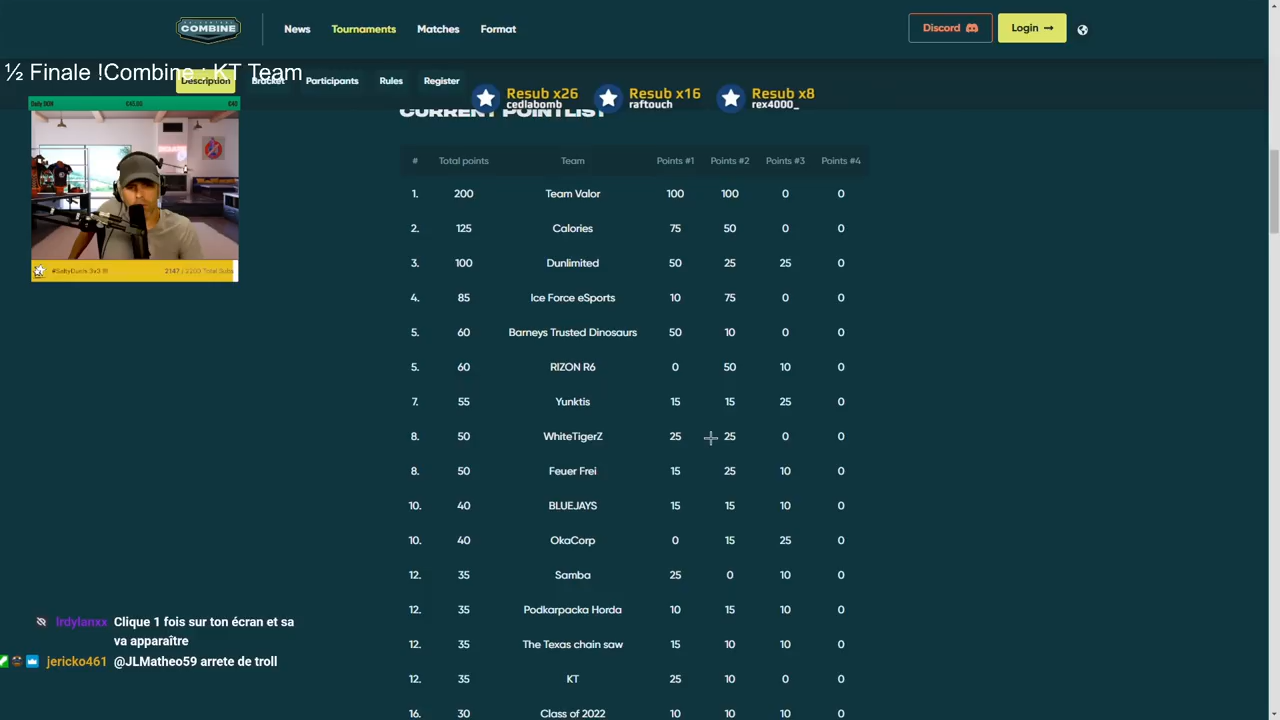 COMBINE
News
Tournaments
Matches
Format
Discord
Login →
½ Finale !Combine : KT Team
Description
Bracket
Participants
Rules
Register
Resub x26
cedlabomb
Resub x16
raftouch
Resub x8
rex4000_
CURRENT POINTLIST
# Total points Team Points #1 Points #2 Points #3 Points #4
1. 200 Team Valor 100 100 0 0
2. 125 Calories 75 50 0 0
3. 100 Dunlimited 50 25 25 0
4. 85 Ice Force eSports 10 75 0 0
5. 60 Barneys Trusted Dinosaurs 50 10 0 0
5. 60 RIZON R6 0 50 10 0
7. 55 Yunktis 15 15 25 0
8. 50 WhiteTigerZ 25 25 0 0
8. 50 Feuer Frei 15 25 10 0
10. 40 BLUEJAYS 15 15 10 0
10. 40 OkaCorp 0 15 25 0
12. 35 Samba 25 0 10 0
12. 35 Podkarpacka Horda 10 15 10 0
12. 35 The Texas chain saw 15 10 10 0
12. 35 KT 25 10 0 0
16. 30 Class of 2022 10 10 10 0
2147 / 2200 Total Subs
lrdylanxx Clique 1 fois sur ton écran et sa
va apparaître
jericko461 @JLMatheo59 arrete de troll